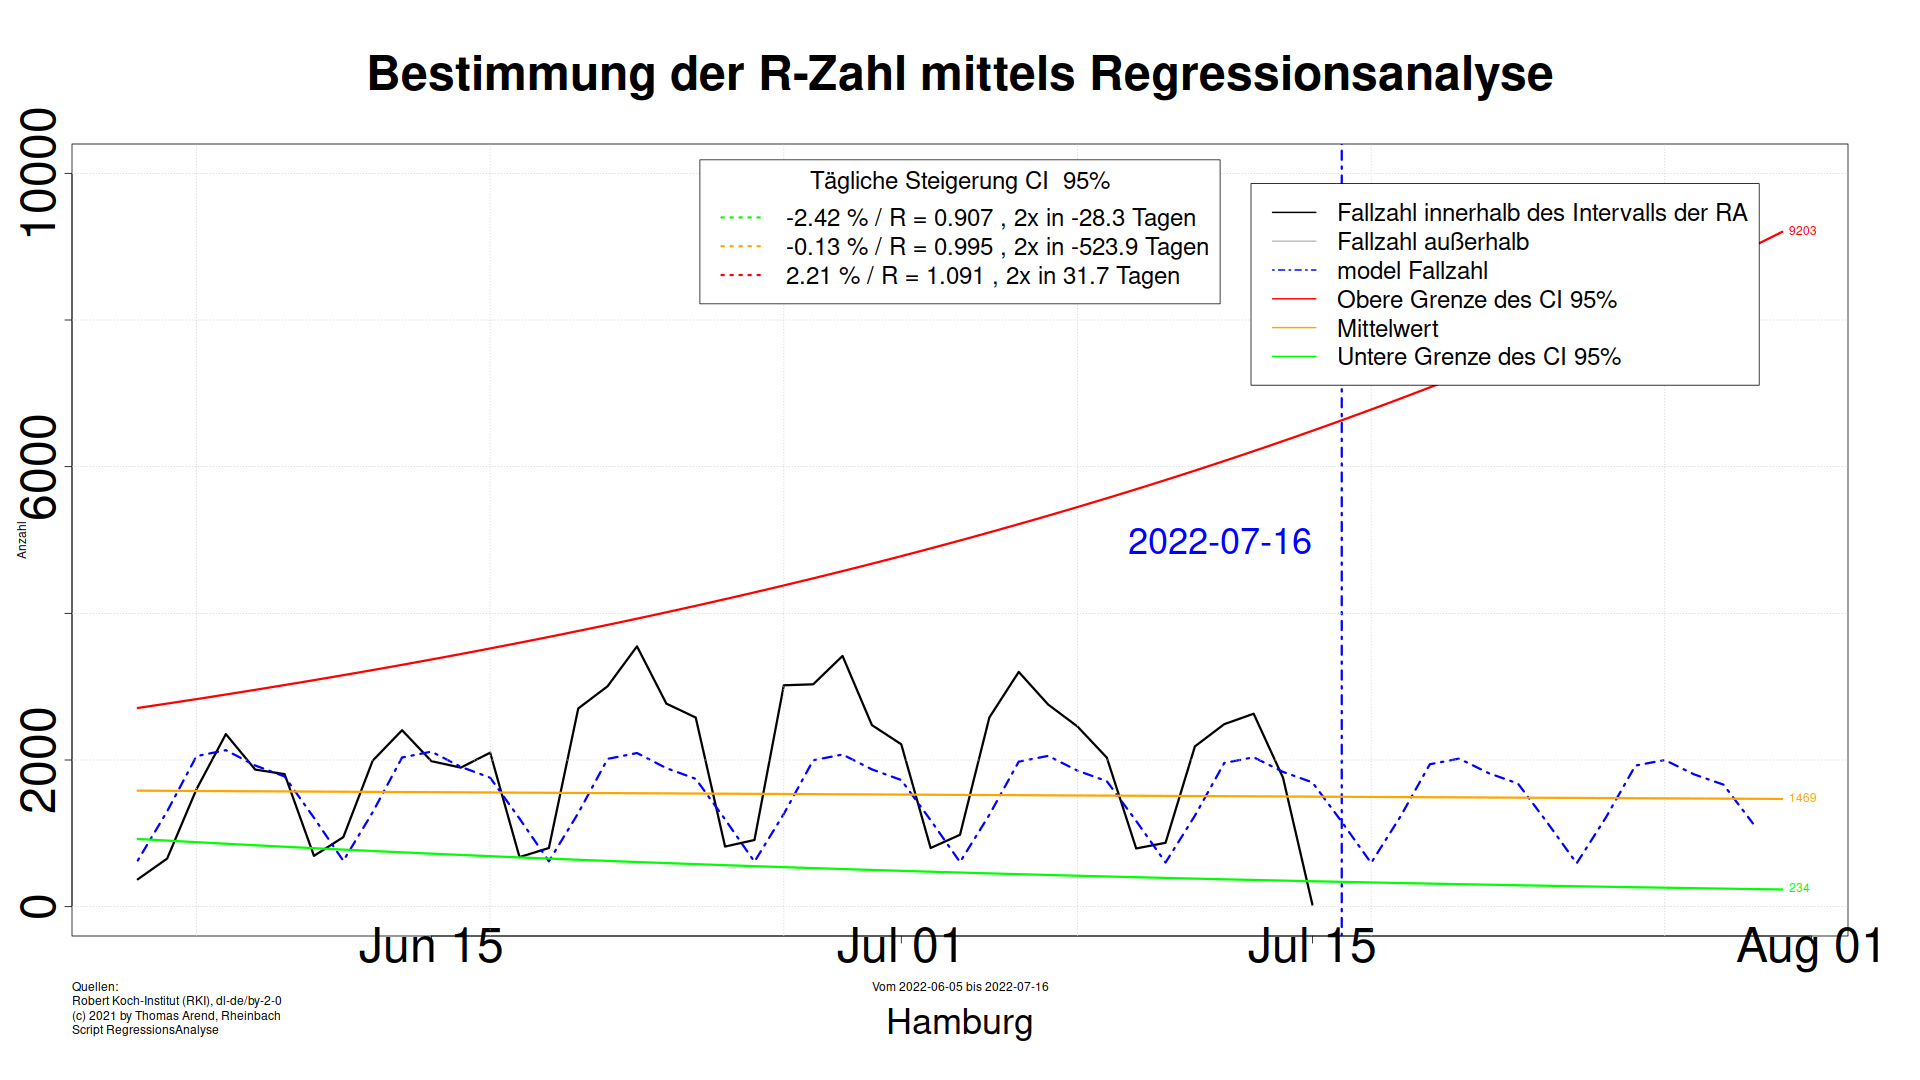 Bestimmung der R-Zahl mittels Regressionsanalyse
10000
6000
2000
0
Anzahl
Tägliche Steigerung CI  95%
-2.42 % / R = 0.907 , 2x in -28.3 Tagen
-0.13 % / R = 0.995 , 2x in -523.9 Tagen
2.21 % / R = 1.091 , 2x in 31.7 Tagen
Fallzahl innerhalb des Intervalls der RA
Fallzahl außerhalb
model Fallzahl
Obere Grenze des CI 95%
Mittelwert
Untere Grenze des CI 95%
9203
2022-07-16
1469
234
Jun 15
Jul 01
Jul 15
Aug 01
Quellen:
Robert Koch-Institut (RKI), dl-de/by-2-0
(c) 2021 by Thomas Arend, Rheinbach
Script RegressionsAnalyse
Vom 2022-06-05 bis 2022-07-16
Hamburg